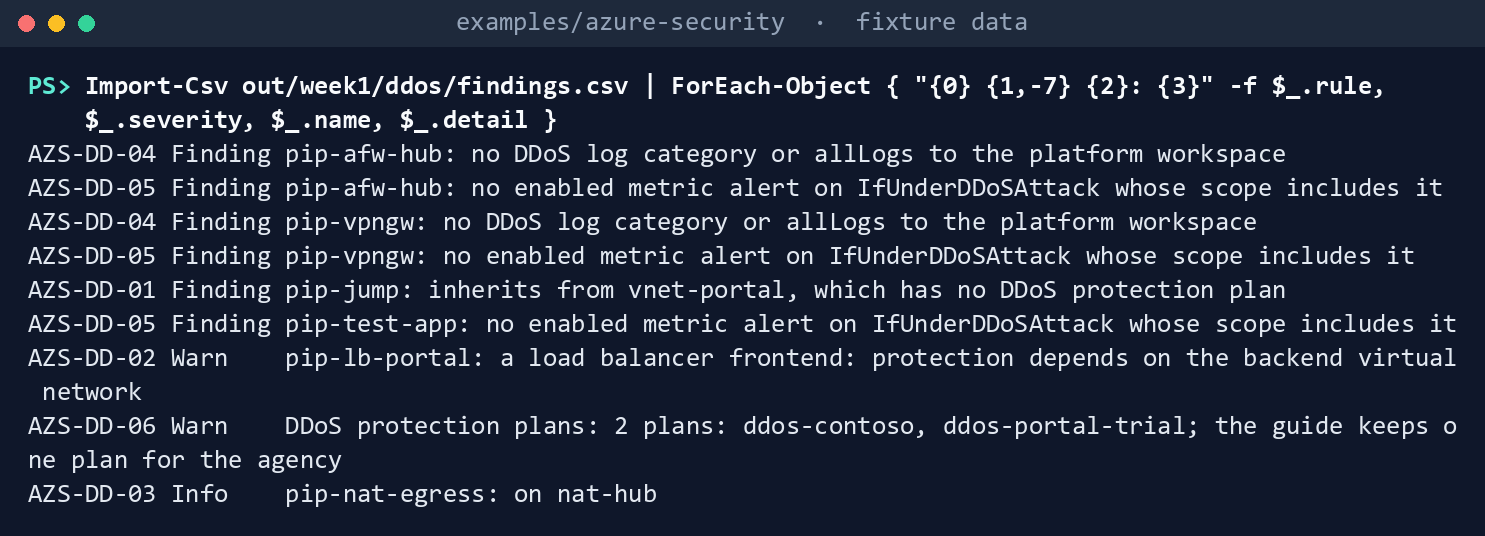 examples/azure-security · fixture data
PS> Import-Csv out/week1/ddos/findings.csv | ForEach-Object { "{0} {1,-7} {2}: {3}" -f $_.rule,
    $_.severity, $_.name, $_.detail }
AZS-DD-04 Finding pip-afw-hub: no DDoS log category or allLogs to the platform workspace
AZS-DD-05 Finding pip-afw-hub: no enabled metric alert on IfUnderDDoSAttack whose scope includes it
AZS-DD-04 Finding pip-vpngw: no DDoS log category or allLogs to the platform workspace
AZS-DD-05 Finding pip-vpngw: no enabled metric alert on IfUnderDDoSAttack whose scope includes it
AZS-DD-01 Finding pip-jump: inherits from vnet-portal, which has no DDoS protection plan
AZS-DD-05 Finding pip-test-app: no enabled metric alert on IfUnderDDoSAttack whose scope includes it
AZS-DD-02 Warn    pip-lb-portal: a load balancer frontend: protection depends on the backend virtual
 network
AZS-DD-06 Warn    DDoS protection plans: 2 plans: ddos-contoso, ddos-portal-trial; the guide keeps o
ne plan for the agency
AZS-DD-03 Info    pip-nat-egress: on nat-hub